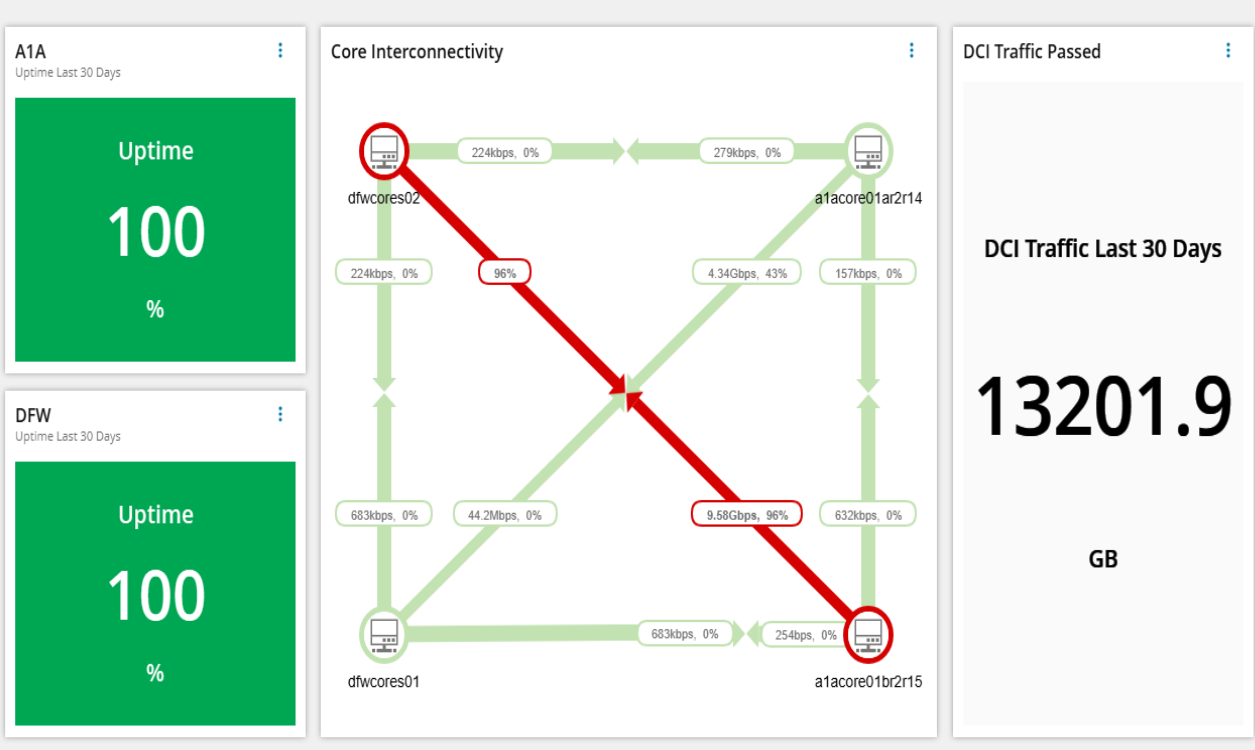 A1A
Uptime Last 30 Days
Uptime
100
%
DFW
Uptime Last 30 Days
Uptime
100
%
Core Interconnectivity
224kbps, 0%
279kbps, 0%
dfwcores02
a1acore01ar2r14
224kbps, 0%
96%
4.34Gbps, 43%
157kbps, 0%
683kbps, 0%
44.2Mbps, 0%
9.58Gbps, 96%
632kbps, 0%
683kbps, 0%
254bps, 0%
dfwcores01
a1acore01br2r15
DCI Traffic Passed
DCI Traffic Last 30 Days
13201.9
GB